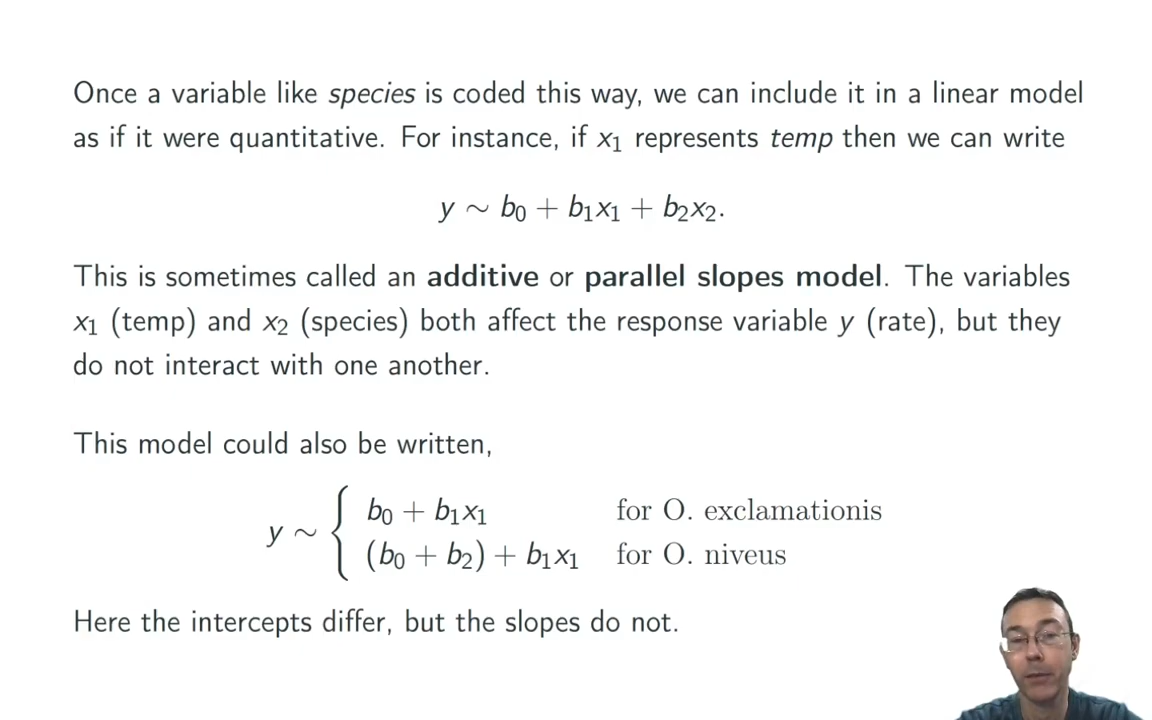 Once a variable like species is coded this way, we can include it in a linear model
as if it were quantitative. For instance, if x₁ represents temp then we can write
y ∼ b₀ + b₁x₁ + b₂x₂.
This is sometimes called an additive or parallel slopes model. The variables
x₁ (temp) and x₂ (species) both affect the response variable y (rate), but they
do not interact with one another.
This model could also be written,
y ∼ {
b₀ + b₁x₁ for O. exclamationis
(b₀ + b₂) + b₁x₁ for O. niveus
Here the intercepts differ, but the slopes do not.